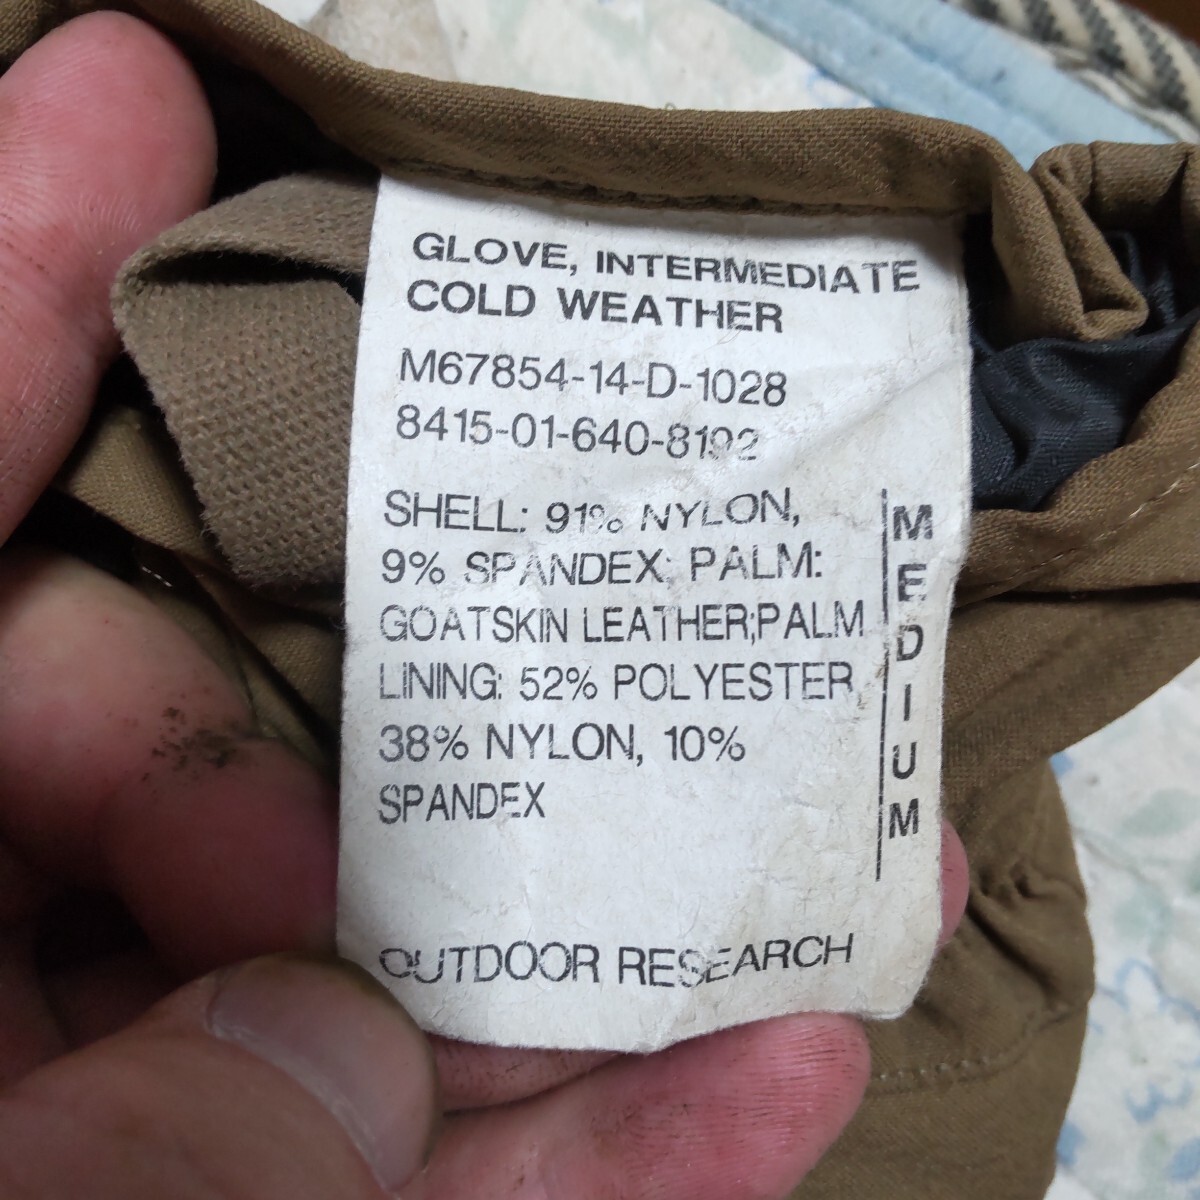 GLOVE, INTERMEDIATE
COLD WEATHER
M67854-14-D-1028
8415-01-640-8192
SHELL: 91% NYLON,
9% SPANDEX; PALM:
GOATSKIN LEATHER;PALM
LINING: 52% POLYESTER
38% NYLON, 10%
SPANDEX
MEDIUM
OUTDOOR RESEARCH